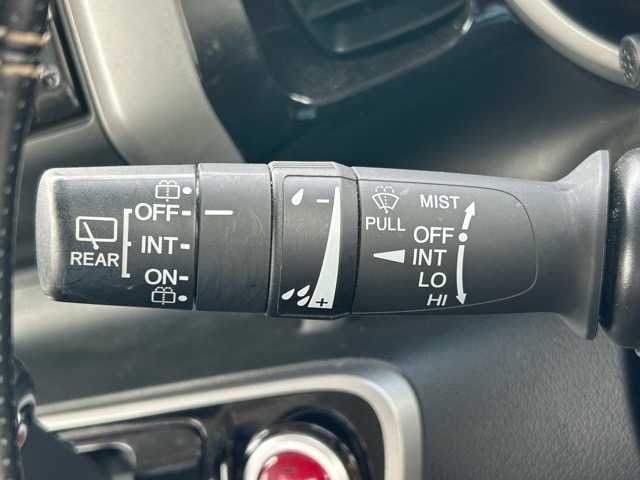 REAR
OFF
INT
ON
−
+
PULL
MIST
OFF
INT
LO
HI